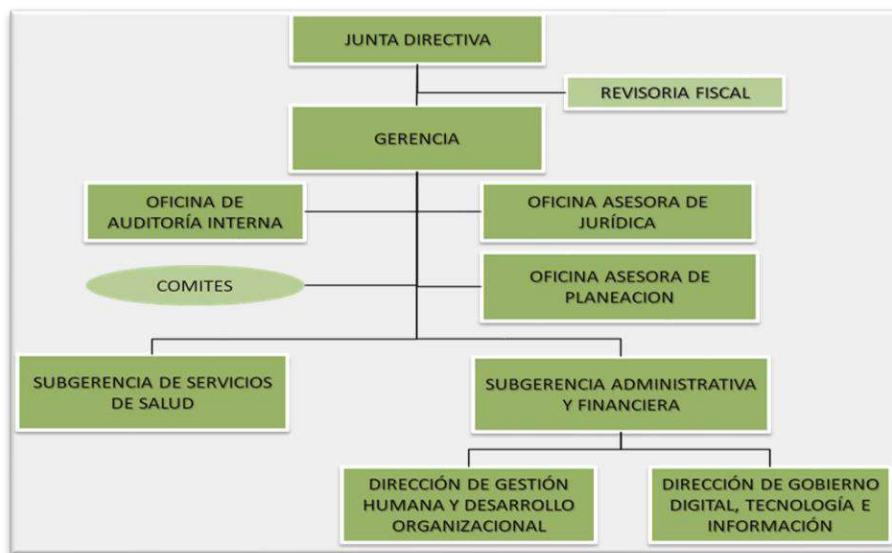 JUNTA DIRECTIVA
REVISORIA FISCAL
GERENCIA
OFICINA DE
AUDITORÍA INTERNA
OFICINA ASESORA DE
JURÍDICA
COMITES
OFICINA ASESORA DE
PLANEACION
SUBGERENCIA DE SERVICIOS
DE SALUD
SUBGERENCIA ADMINISTRATIVA
Y FINANCIERA
DIRECCIÓN DE GESTIÓN
HUMANA Y DESARROLLO
ORGANIZACIONAL
DIRECCIÓN DE GOBIERNO
DIGITAL, TECNOLOGÍA E
INFORMACIÓN